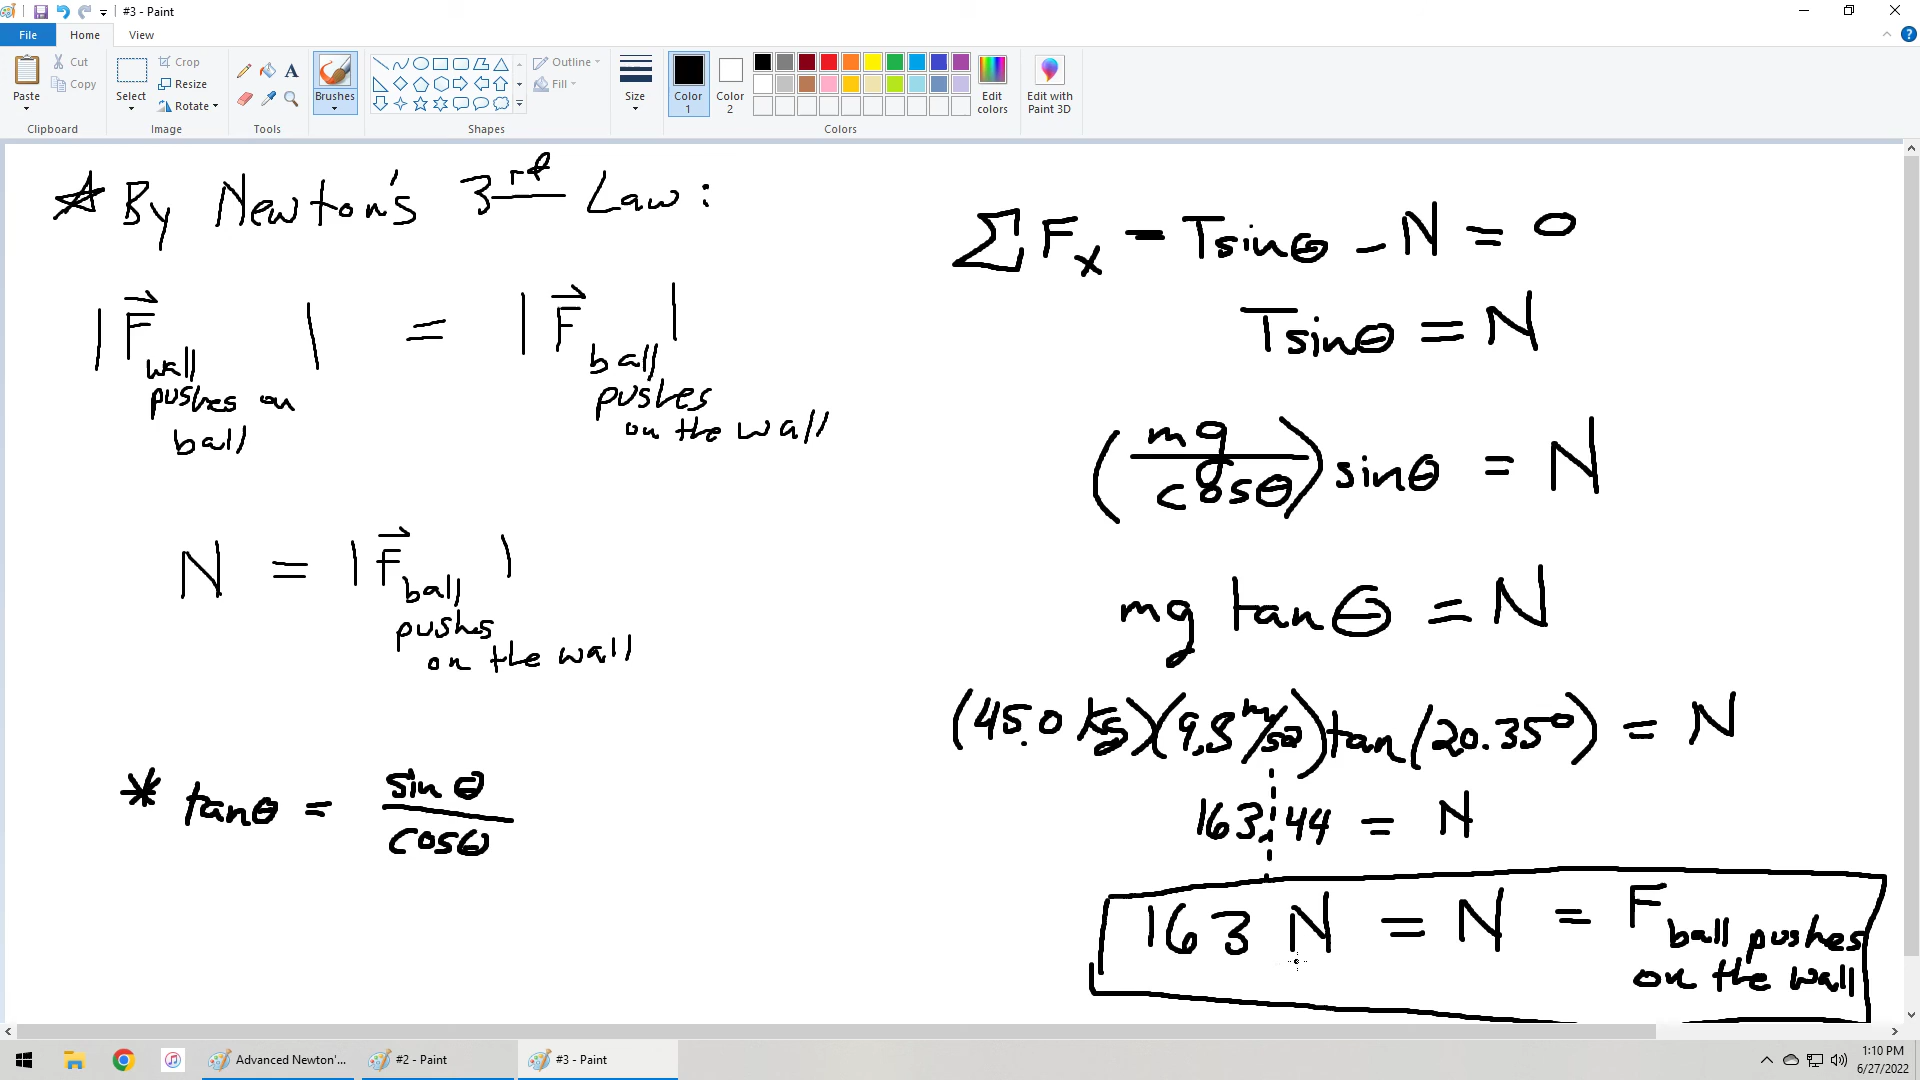 #3 - Paint
File Home View
Paste Cut Copy Clipboard
Select Crop Resize Rotate Image
Tools
Brushes
Outline Fill Shapes
Size
Color 1 Color 2 Edit colors Colors
Edit with Paint 3D
By Newton's 3rd Law:
|F wall pushes on ball| = |F ball pushes on the wall|
N = |F ball pushes on the wall|
* tanθ = sinθ / cosθ
ΣFx = Tsinθ - N = 0
Tsinθ = N
(mg / cosθ) sinθ = N
mg tanθ = N
(45.0 kg)(9.8 m/s2) tan(20.35°) = N
163.44 = N
163 N = N = F ball pushes on the wall
Advanced Newton'... #2 - Paint #3 - Paint
1:10 PM
6/27/2022